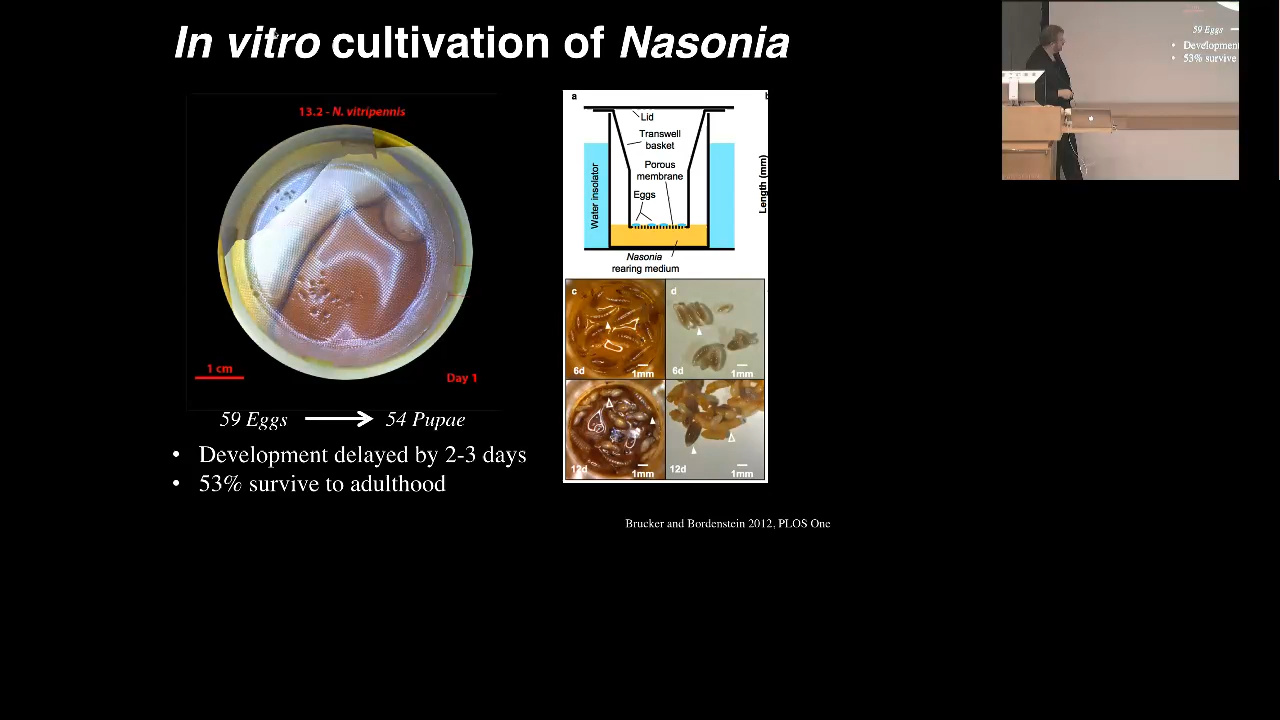 In vitro cultivation of Nasonia
13.2 - N. vitripennis
1 cm
Day 1
59 Eggs
54 Pupae
• Development delayed by 2-3 days
• 53% survive to adulthood
a
b
Lid
Transwell
basket
Porous
membrane
Eggs
Water insolator
Nasonia
rearing medium
Length (mm)
c
6d
1mm
d
6d
1mm
12d
1mm
12d
1mm
Brucker and Bordenstein 2012, PLOS One
59 Eggs
• Development
• 53% survive